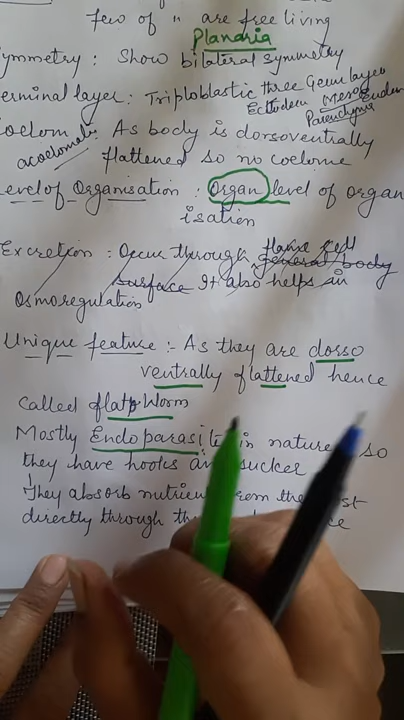 few of " are free living
Planaria
ymmetry : Show bilateral symmetry
erminal layer : Triploblastic three Germ layer
Ectoderm Meso Endo
Parenchyma
oelom : As body is dorsoventrally
acoelomate flattened so no coelome
evel of Organisation : Organ level of organ
isation
flame cell
Excretion : Occur through general body
surface It also helps in
Osmoregulation
Unique feature :- As they are dorso
ventrally flattened hence
called flat Worm
Mostly Endoparasite in nature so
they have hooks and sucker
They absorb nutrient from the host
directly through